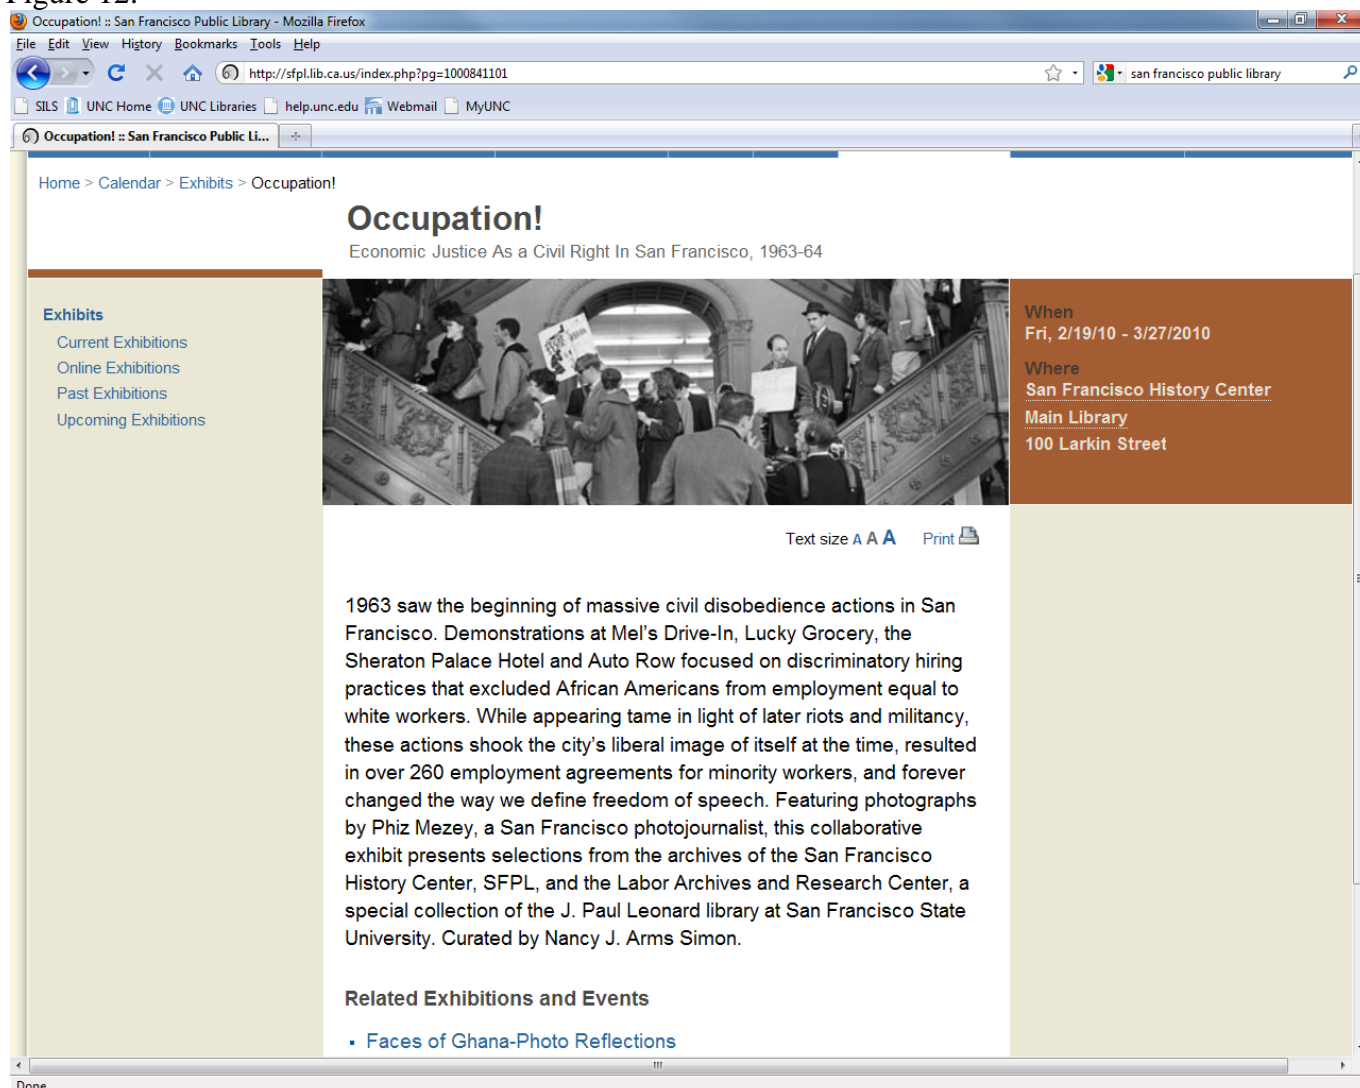 Figure 12.
Occupation! :: San Francisco Public Library - Mozilla Firefox
File Edit View History Bookmarks Tools Help
http://sfpl.lib.ca.us/index.php?pg=1000841101
san francisco public library
SILS UNC Home UNC Libraries help.unc.edu Webmail MyUNC
Occupation! :: San Francisco Public Li...
Home > Calendar > Exhibits > Occupation!
Occupation!
Economic Justice As a Civil Right In San Francisco, 1963-64
Exhibits
Current Exhibitions
Online Exhibitions
Past Exhibitions
Upcoming Exhibitions
When
Fri, 2/19/10 - 3/27/2010
Where
San Francisco History Center
Main Library
100 Larkin Street
Text size A A A Print
1963 saw the beginning of massive civil disobedience actions in San
Francisco. Demonstrations at Mel's Drive-In, Lucky Grocery, the
Sheraton Palace Hotel and Auto Row focused on discriminatory hiring
practices that excluded African Americans from employment equal to
white workers. While appearing tame in light of later riots and militancy,
these actions shook the city's liberal image of itself at the time, resulted
in over 260 employment agreements for minority workers, and forever
changed the way we define freedom of speech. Featuring photographs
by Phiz Mezey, a San Francisco photojournalist, this collaborative
exhibit presents selections from the archives of the San Francisco
History Center, SFPL, and the Labor Archives and Research Center, a
special collection of the J. Paul Leonard library at San Francisco State
University. Curated by Nancy J. Arms Simon.
Related Exhibitions and Events
Faces of Ghana-Photo Reflections
Done